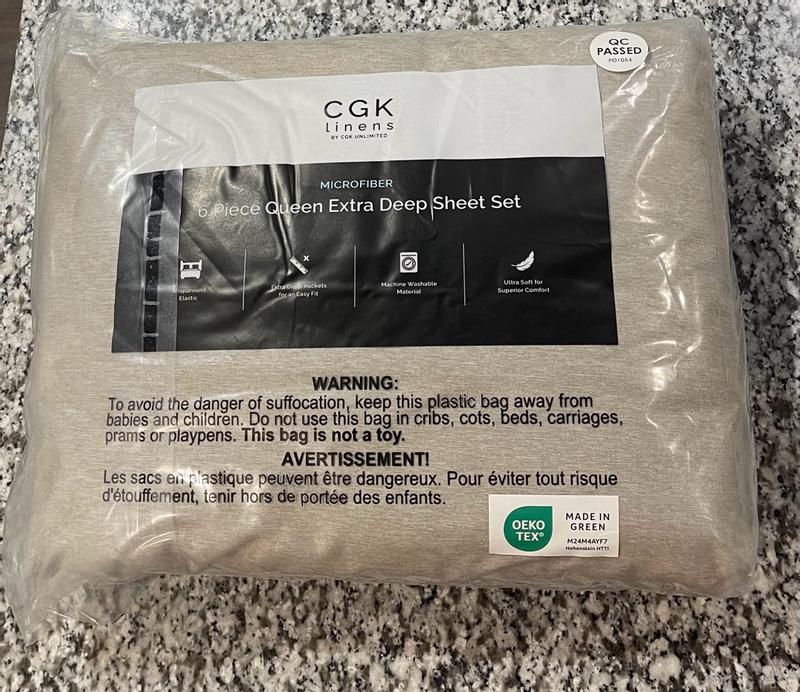 QC
PASSED
PO1054
CGK
linens
BY CGK UNLIMITED
MICROFIBER
6 Piece Queen Extra Deep Sheet Set
Wraparound
Elastic
Extra Deep Pockets
for an Easy Fit
Machine Washable
Material
Ultra Soft for
Superior Comfort
WARNING:
To avoid the danger of suffocation, keep this plastic bag away from
babies and children. Do not use this bag in cribs, cots, beds, carriages,
prams or playpens. This bag is not a toy.
AVERTISSEMENT!
Les sacs en plastique peuvent être dangereux. Pour éviter tout risque
d'étouffement, tenir hors de portée des enfants.
OEKO
TEX®
MADE IN
GREEN
M24M4AYF7
Hohenstein HTTI